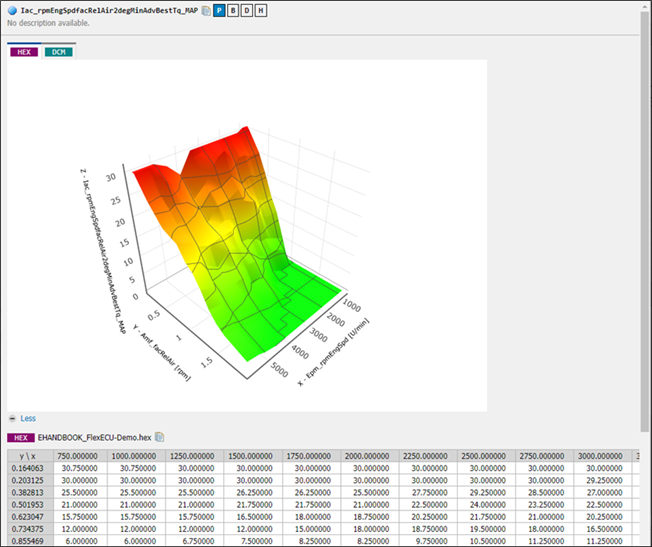 Iac_rpmEngSpdfacRelAir2degMinAdvBestTq_MAP P B D H
No description available.
HEX DCM
Z - Iac_rpmEngSpdfacRelAir2degMinAdvBestTq_MAP
30
25
20
15
10
5
0
0.5
1
1.5
Y - Amf_facRelAir [rpm]
1000
2000
3000
4000
5000
X - Epm_rpmEngSpd [U/min]
Less
HEX EHANDBOOK_FlexECU-Demo.hex
y \ x 750.000000 1000.000000 1250.000000 1500.000000 1750.000000 2000.000000 2250.000000 2500.000000 2750.000000 3000.000000 3
0.164063 30.750000 30.750000 30.000000 30.000000 30.000000 30.000000 30.000000 30.000000 30.000000 30.000000
0.203125 30.000000 30.000000 30.000000 30.000000 30.000000 30.000000 30.000000 30.000000 30.000000 29.250000
0.382813 25.500000 25.500000 25.500000 26.250000 26.250000 25.500000 27.750000 29.250000 28.500000 27.000000
0.501953 21.000000 21.000000 21.000000 21.750000 21.750000 21.000000 22.500000 24.000000 23.250000 22.500000
0.623047 15.750000 15.750000 15.750000 16.500000 18.000000 18.750000 20.250000 21.750000 21.000000 20.250000
0.734375 12.000000 12.000000 12.000000 12.000000 15.000000 18.000000 18.750000 19.500000 18.000000 16.500000
0.855469 6.000000 6.000000 6.750000 7.500000 8.250000 8.250000 9.750000 10.500000 11.250000 11.250000